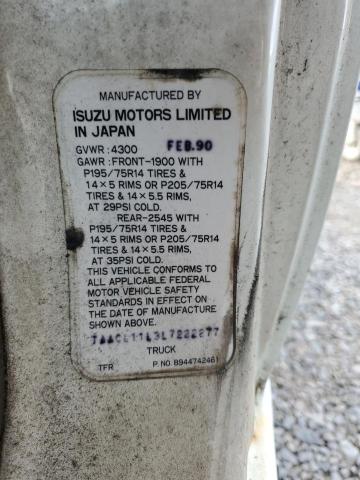 MANUFACTURED BY
ISUZU MOTORS LIMITED
IN JAPAN
GVWR : 4300 FEB.90
GAWR : FRONT-1900 WITH
P195/75R14 TIRES &
14×5 RIMS OR P205/75R14
TIRES & 14×5.5 RIMS,
AT 29PSI COLD.
REAR-2545 WITH
P195/75R14 TIRES &
14×5 RIMS OR P205/75R14
TIRES & 14×5.5 RIMS,
AT 35PSI COLD.
THIS VEHICLE CONFORMS TO
ALL APPLICABLE FEDERAL
MOTOR VEHICLE SAFETY
STANDARDS IN EFFECT ON
THE DATE OF MANUFACTURE
SHOWN ABOVE.
TRUCK
TFR P. NO. 894474246